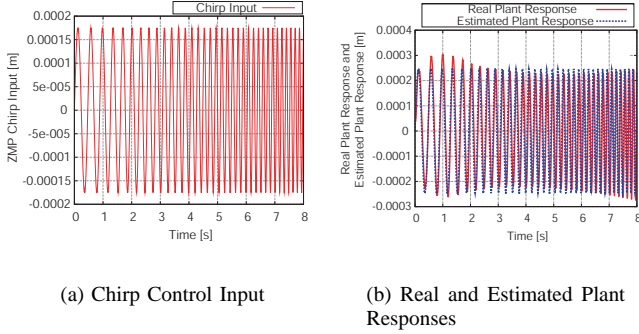 Chirp Input
0.0002
0.00015
0.0001
5e-005
0
-5e-005
-0.0001
-0.00015
-0.0002
ZMP Chirp Input [m]
0 1 2 3 4 5 6 7 8
Time [s]
(a) Chirp Control Input
Real Plant Response
Estimated Plant Response
0.0004
0.0003
0.0002
0.0001
0
-0.0001
-0.0002
-0.0003
Real Plant Response and
Estimated Plant Response [m]
0 1 2 3 4 5 6 7 8
Time [s]
(b) Real and Estimated Plant
Responses